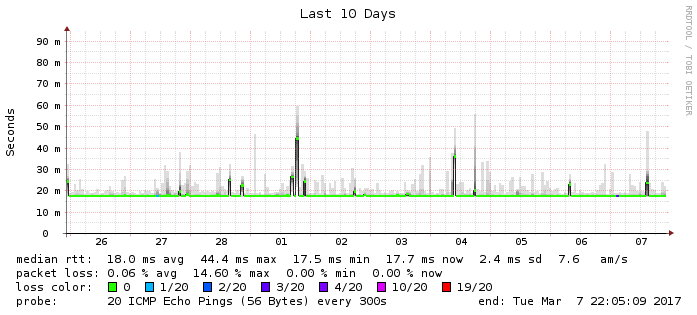 Last 10 Days
RRDTOOL / TOBI OETIKER
Seconds
90 m
80 m
70 m
60 m
50 m
40 m
30 m
20 m
10 m
0
26 27 28 01 02 03 04 05 06 07
median rtt: 18.0 ms avg 44.4 ms max 17.5 ms min 17.7 ms now 2.4 ms sd 7.6 am/s
packet loss: 0.06 % avg 14.60 % max 0.00 % min 0.00 % now
loss color: 0 1/20 2/20 3/20 4/20 10/20 19/20
probe: 20 ICMP Echo Pings (56 Bytes) every 300s end: Tue Mar 7 22:05:09 2017